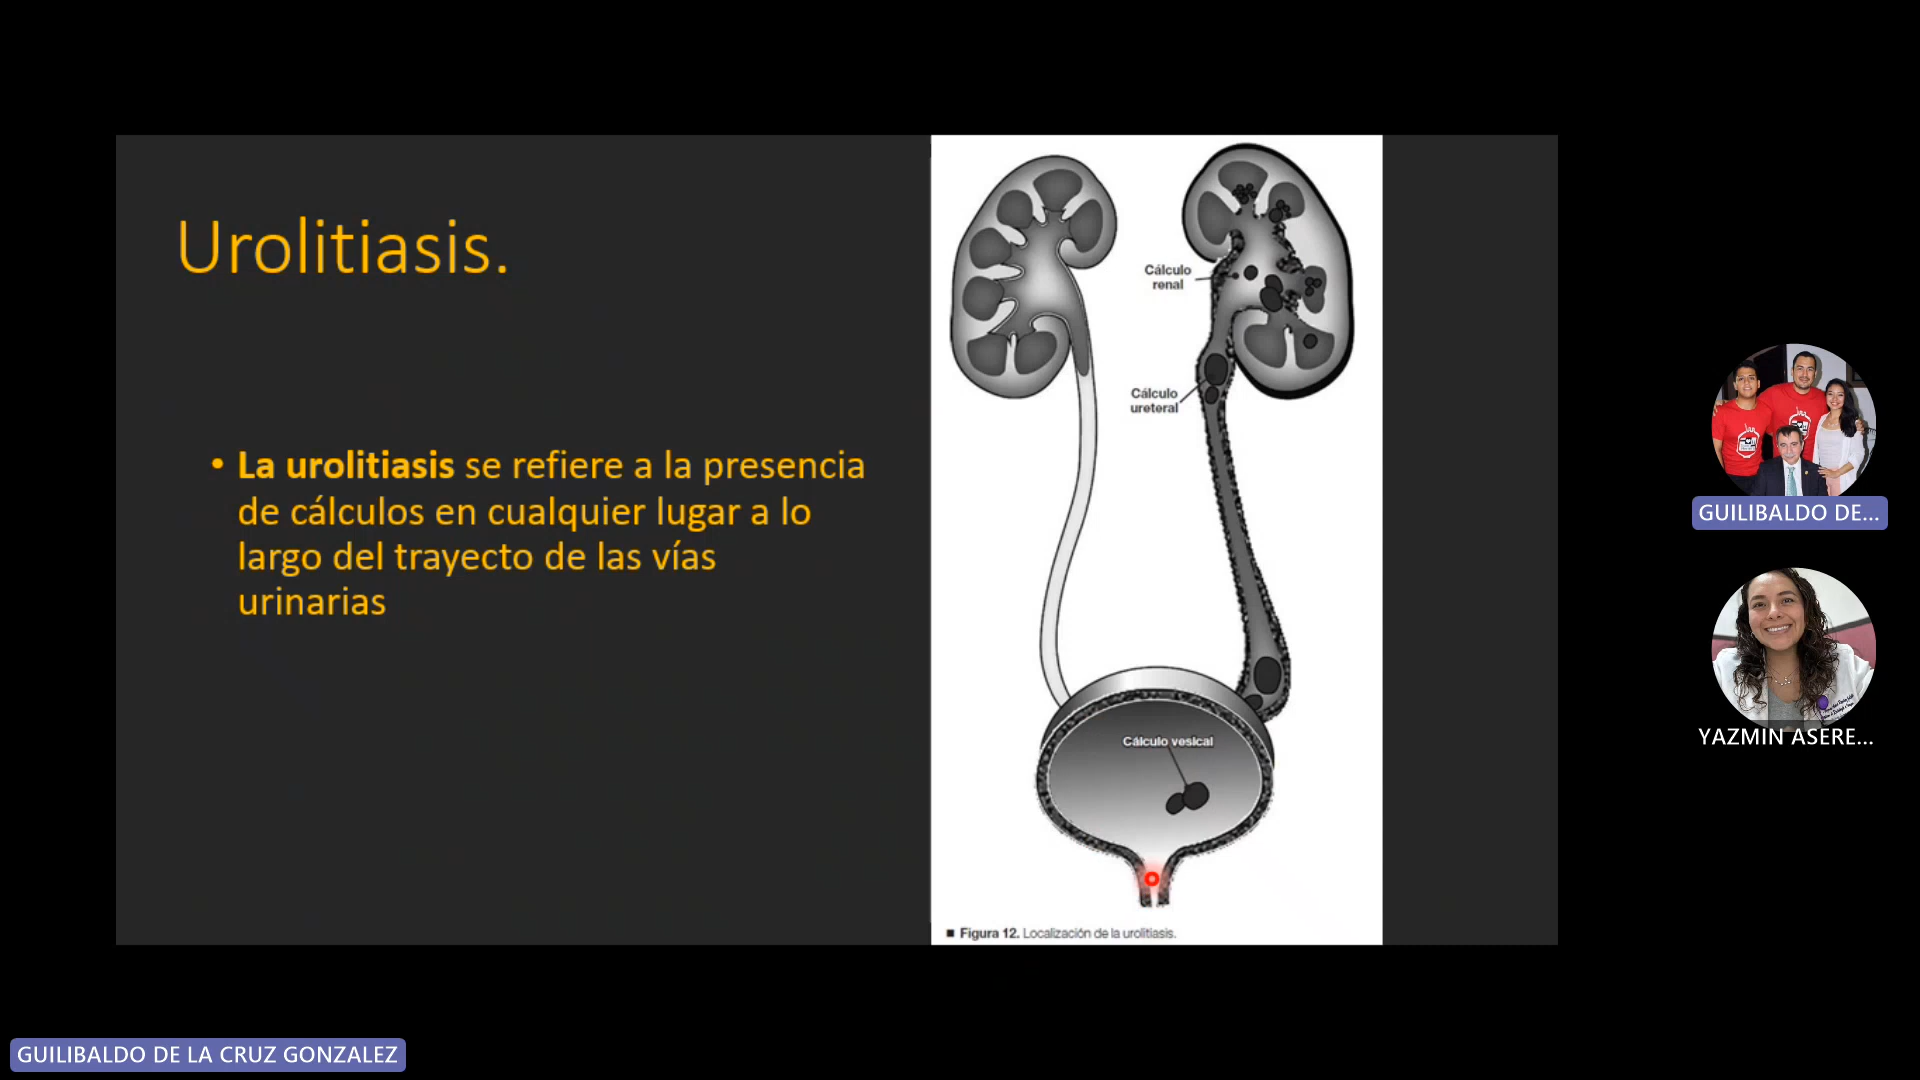 Urolitiasis.
• La urolitiasis se refiere a la presencia
de cálculos en cualquier lugar a lo
largo del trayecto de las vías
urinarias
Cálculo
renal
Cálculo
ureteral
Cálculo vesical
■ Figura 12. Localización de la urolitiasis.
GUILIBALDO DE...
YAZMIN ASERE...
GUILIBALDO DE LA CRUZ GONZALEZ